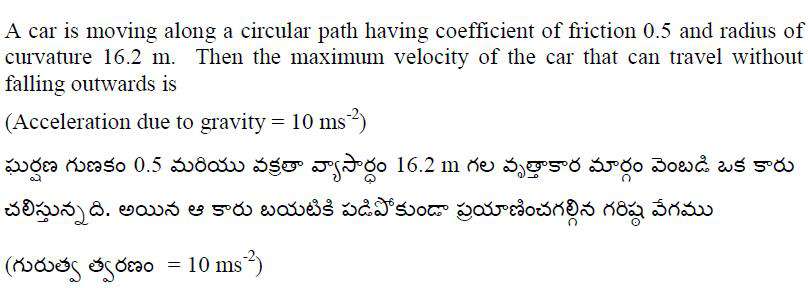 A car is moving along a circular path having coefficient of friction 0.5 and radius of
curvature 16.2 m. Then the maximum velocity of the car that can travel without
falling outwards is
(Acceleration due to gravity = 10 ms⁻²)
ఘర్షణ గుణకం 0.5 మరియు వక్రతా వ్యాసార్ధం 16.2 m గల వృత్తాకార మార్గం వెంబడి ఒక కారు
చలిస్తున్నది. అయిన ఆ కారు బయటికి పడిపోకుండా ప్రయాణించగల్గిన గరిష్ఠ వేగము
(గురుత్వ త్వరణం = 10 ms⁻²)